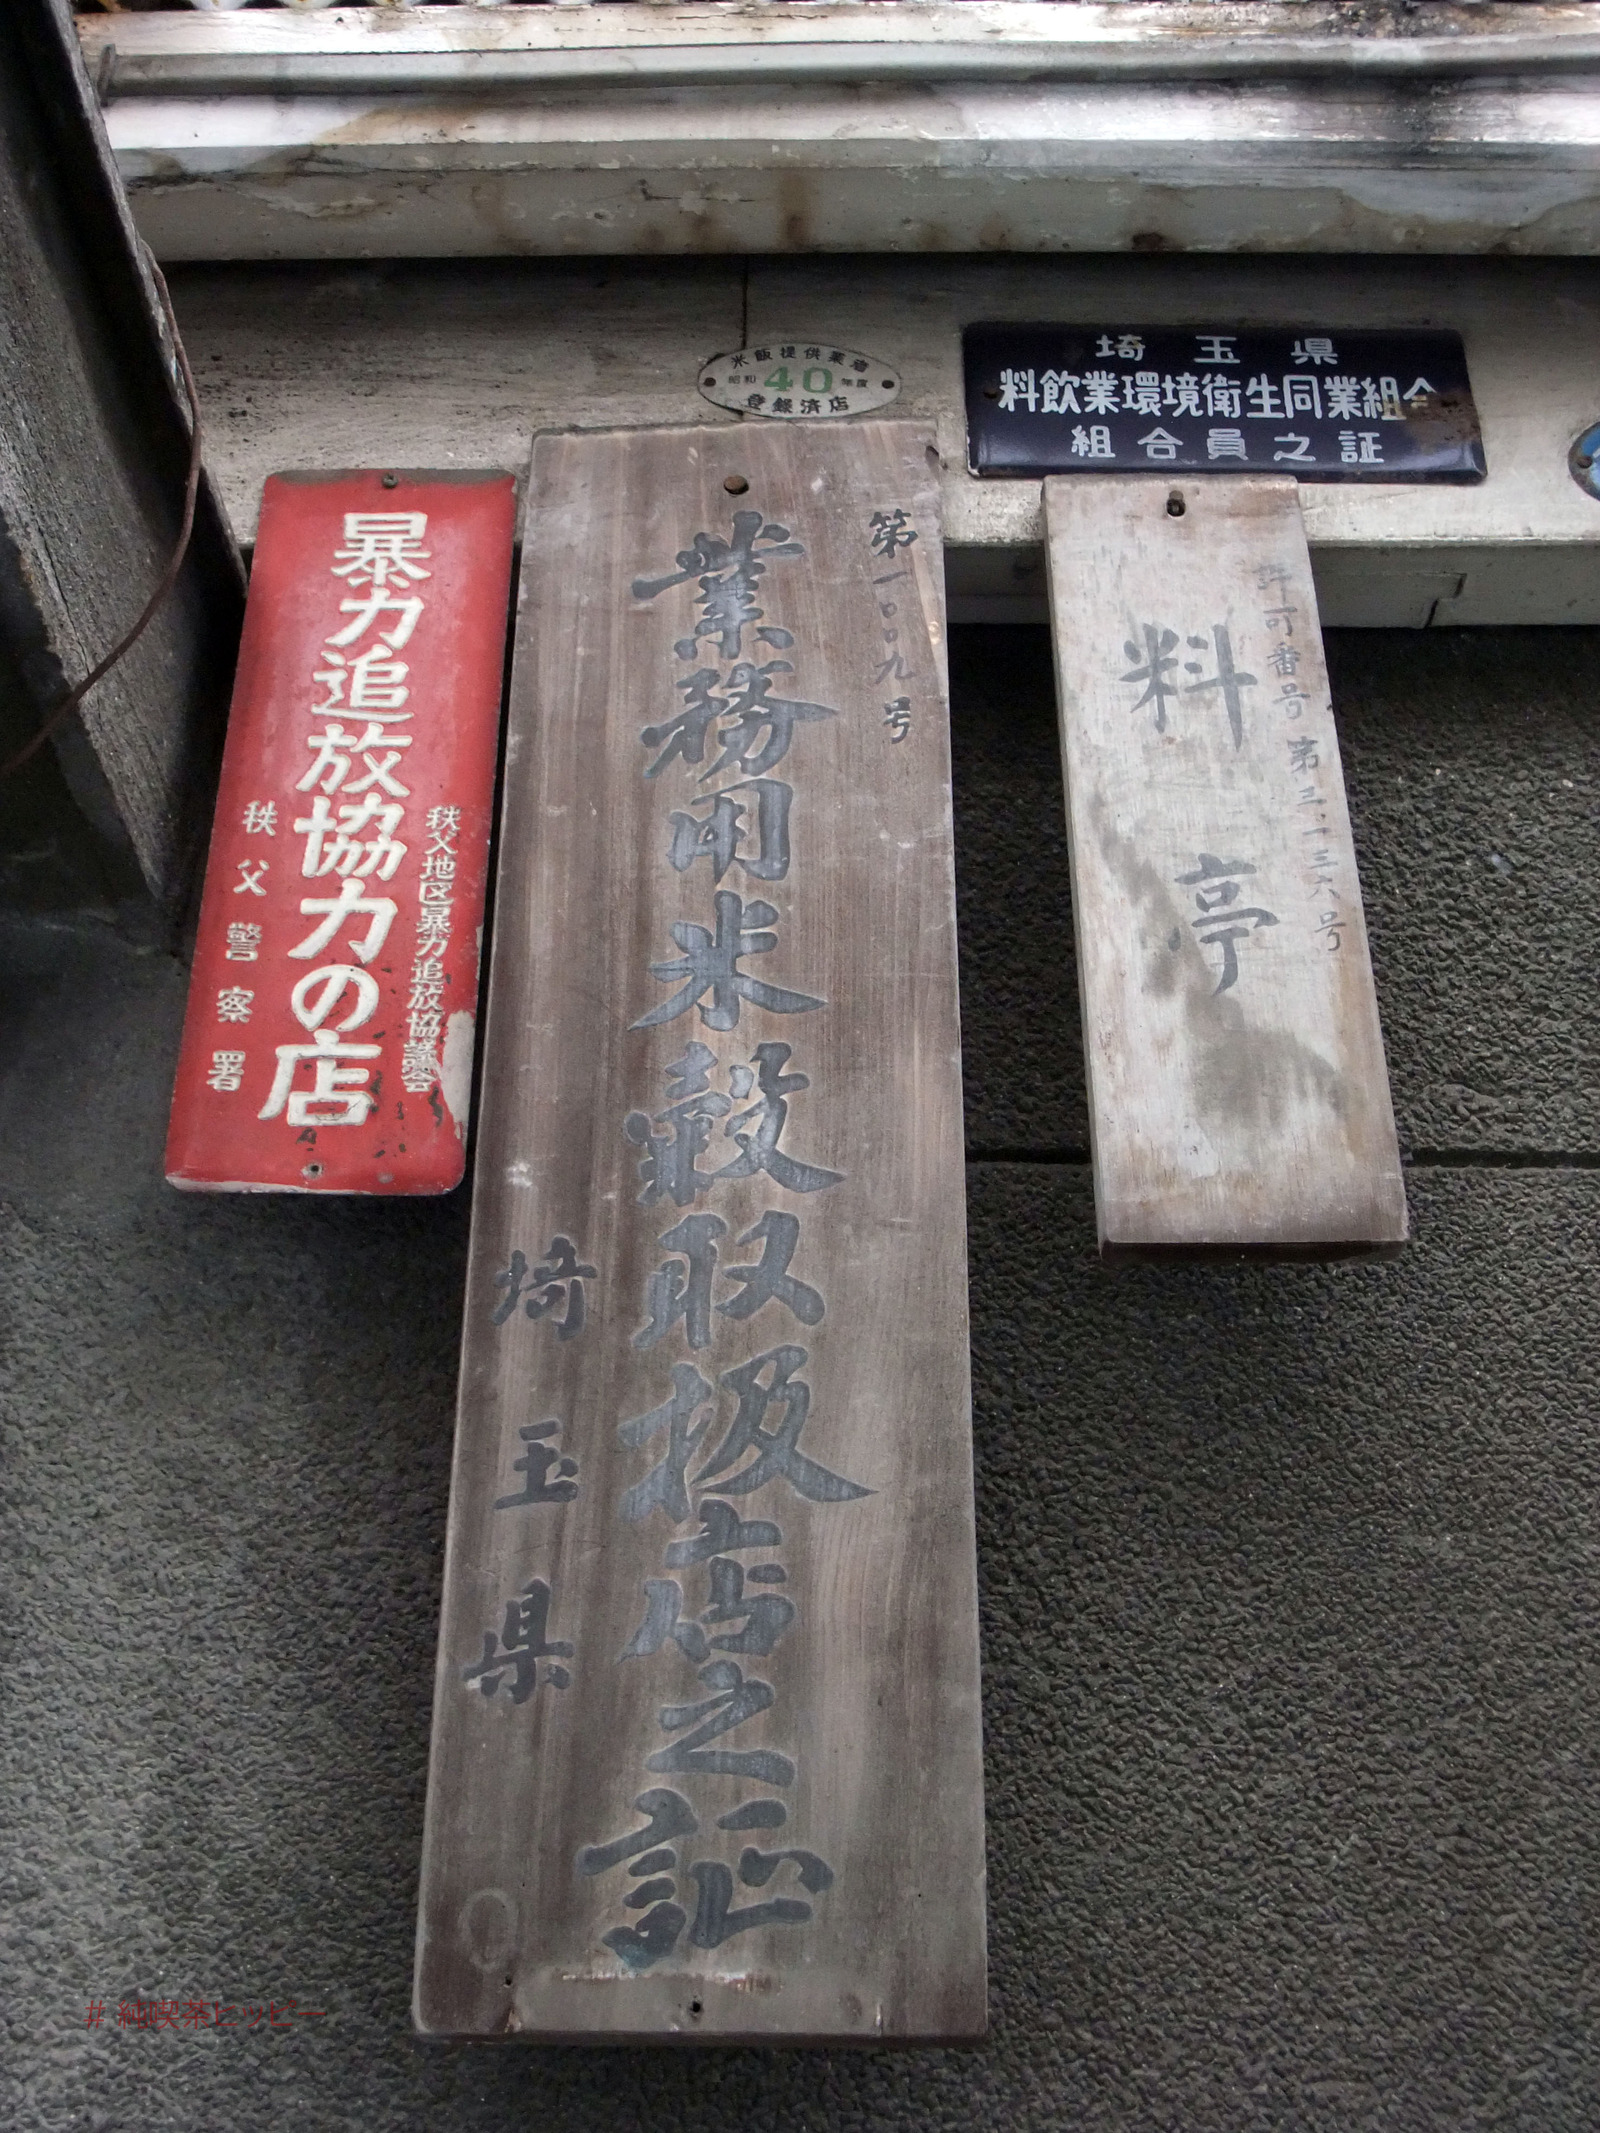 米飯提供業者
昭和40年度
登録済店
埼玉県
料飲業環境衛生同業組合
組合員之証
秩父地区暴力追放協議会
暴力追放協力の店
秩父警察署
第一〇〇九号
業務用米穀取扱店之証
埼玉県
許可番号第三一三六号
料亭
#純喫茶ヒッピー